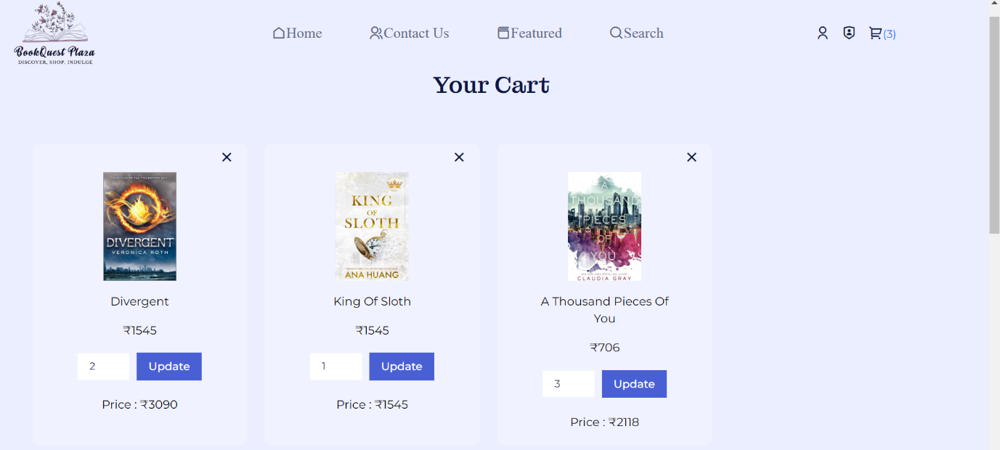 BookQuest Plaza
DISCOVER, SHOP, INDULGE
Home
Contact Us
Featured
Search
(3)
Your Cart
DIVERGENT
VERONICA ROTH
Divergent
₹1545
2
Update
Price : ₹3090
KING
OF
SLOTH
ANA HUANG
King Of Sloth
₹1545
1
Update
Price : ₹1545
A
THOUSAND
PIECES
OF
YOU
CLAUDIA GRAY
A Thousand Pieces Of
You
₹706
3
Update
Price : ₹2118